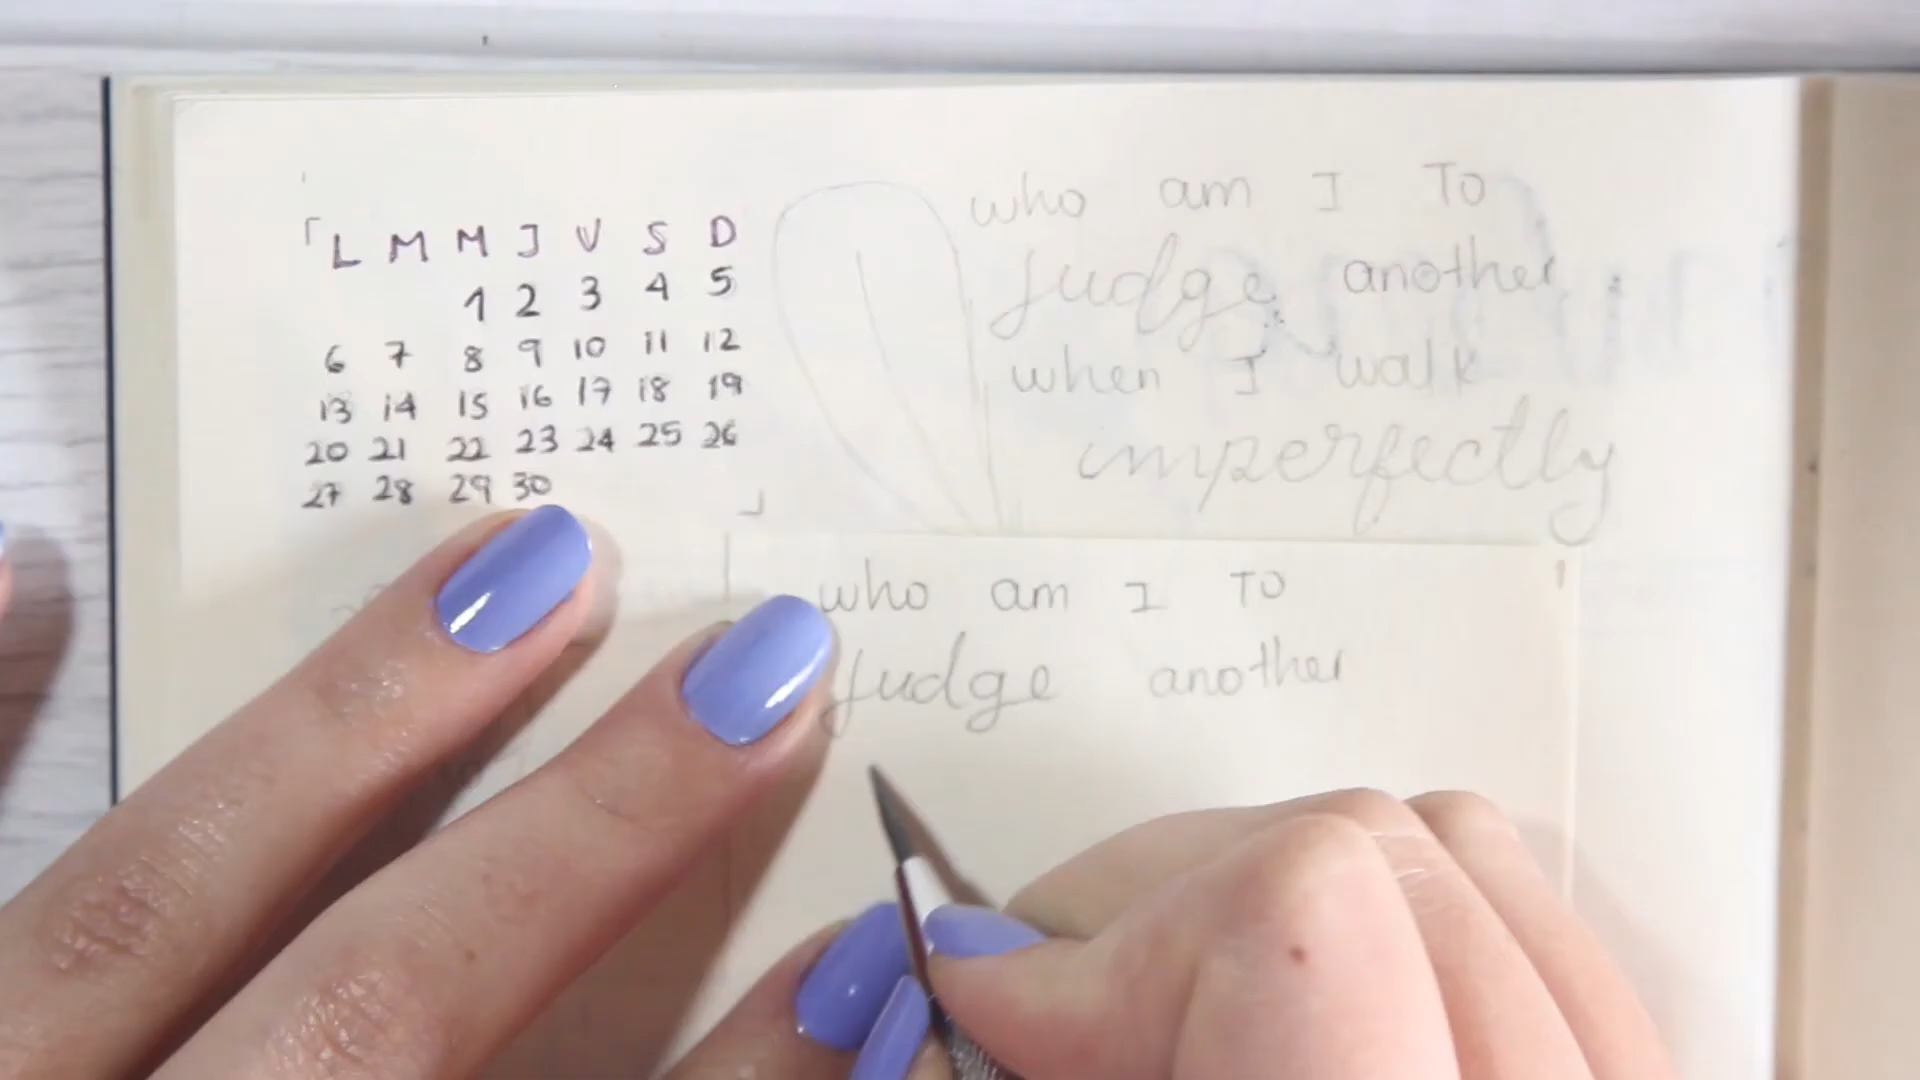 L M M J V S D
1 2 3 4 5
6 7 8 9 10 11 12
13 14 15 16 17 18 19
20 21 22 23 24 25 26
27 28 29 30
who am I To
judge another
when I walk
imperfectly
who am I To
judge another